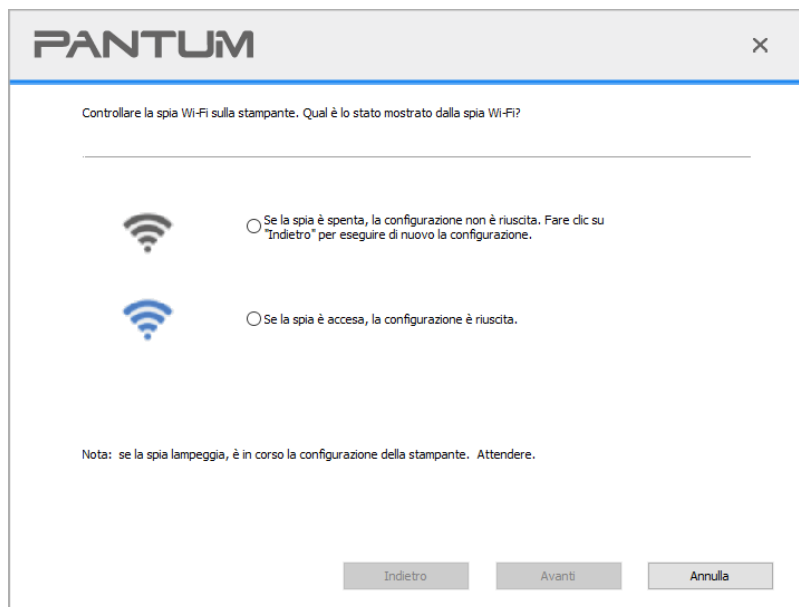 PANTUM
Controllare la spia Wi-Fi sulla stampante. Qual è lo stato mostrato dalla spia Wi-Fi?
Se la spia è spenta, la configurazione non è riuscita. Fare clic su
"Indietro" per eseguire di nuovo la configurazione.
Se la spia è accesa, la configurazione è riuscita.
Nota: se la spia lampeggia, è in corso la configurazione della stampante. Attendere.
Indietro
Avanti
Annulla